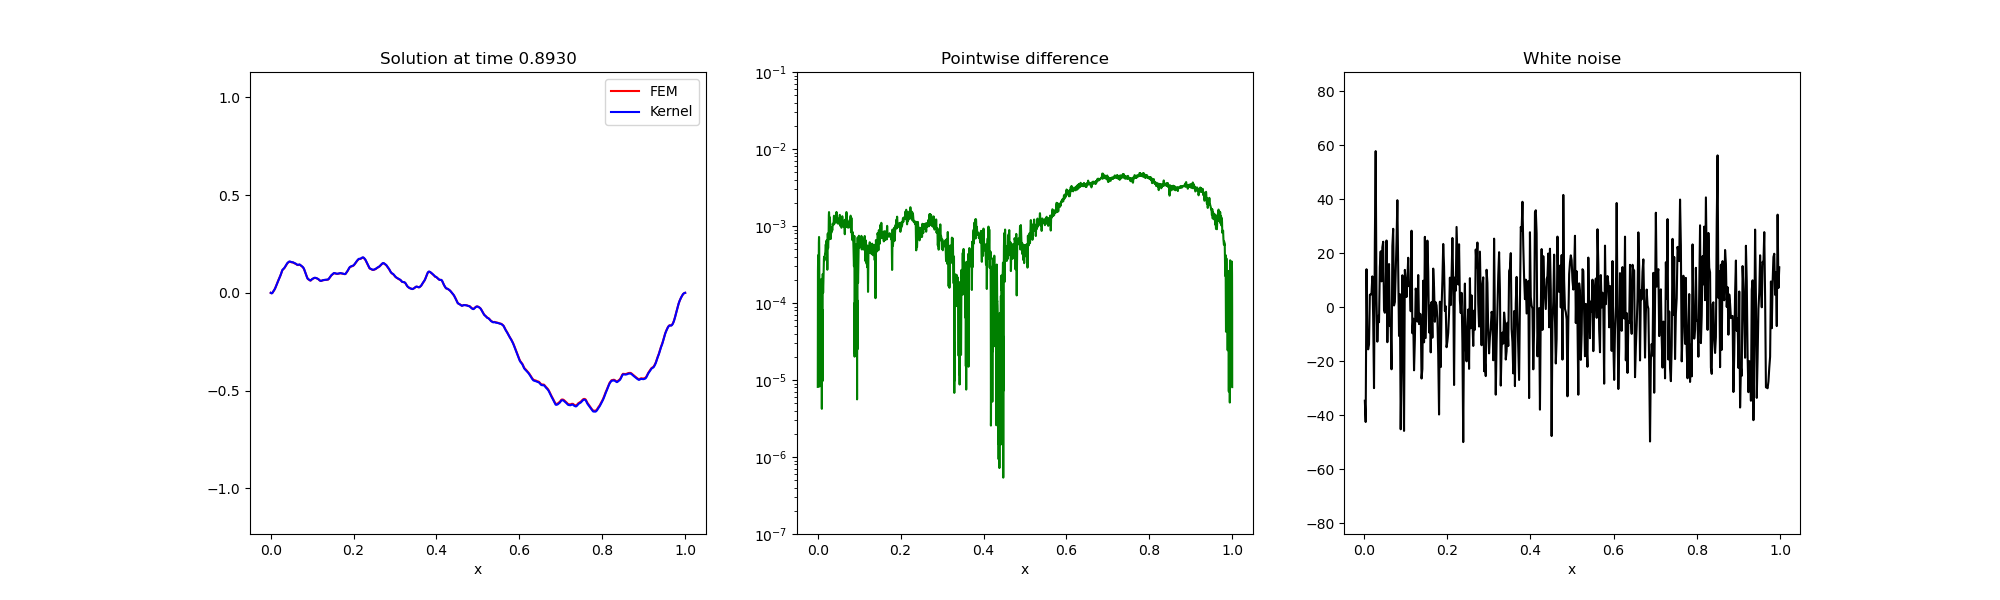 Solution at time 0.8930
1.0
0.5
0.0
−0.5
−1.0
0.0 0.2 0.4 0.6 0.8 1.0
x
FEM
Kernel
Pointwise difference
10⁻¹
10⁻²
10⁻³
10⁻⁴
10⁻⁵
10⁻⁶
10⁻⁷
0.0 0.2 0.4 0.6 0.8 1.0
x
White noise
80
60
40
20
0
−20
−40
−60
−80
0.0 0.2 0.4 0.6 0.8 1.0
x